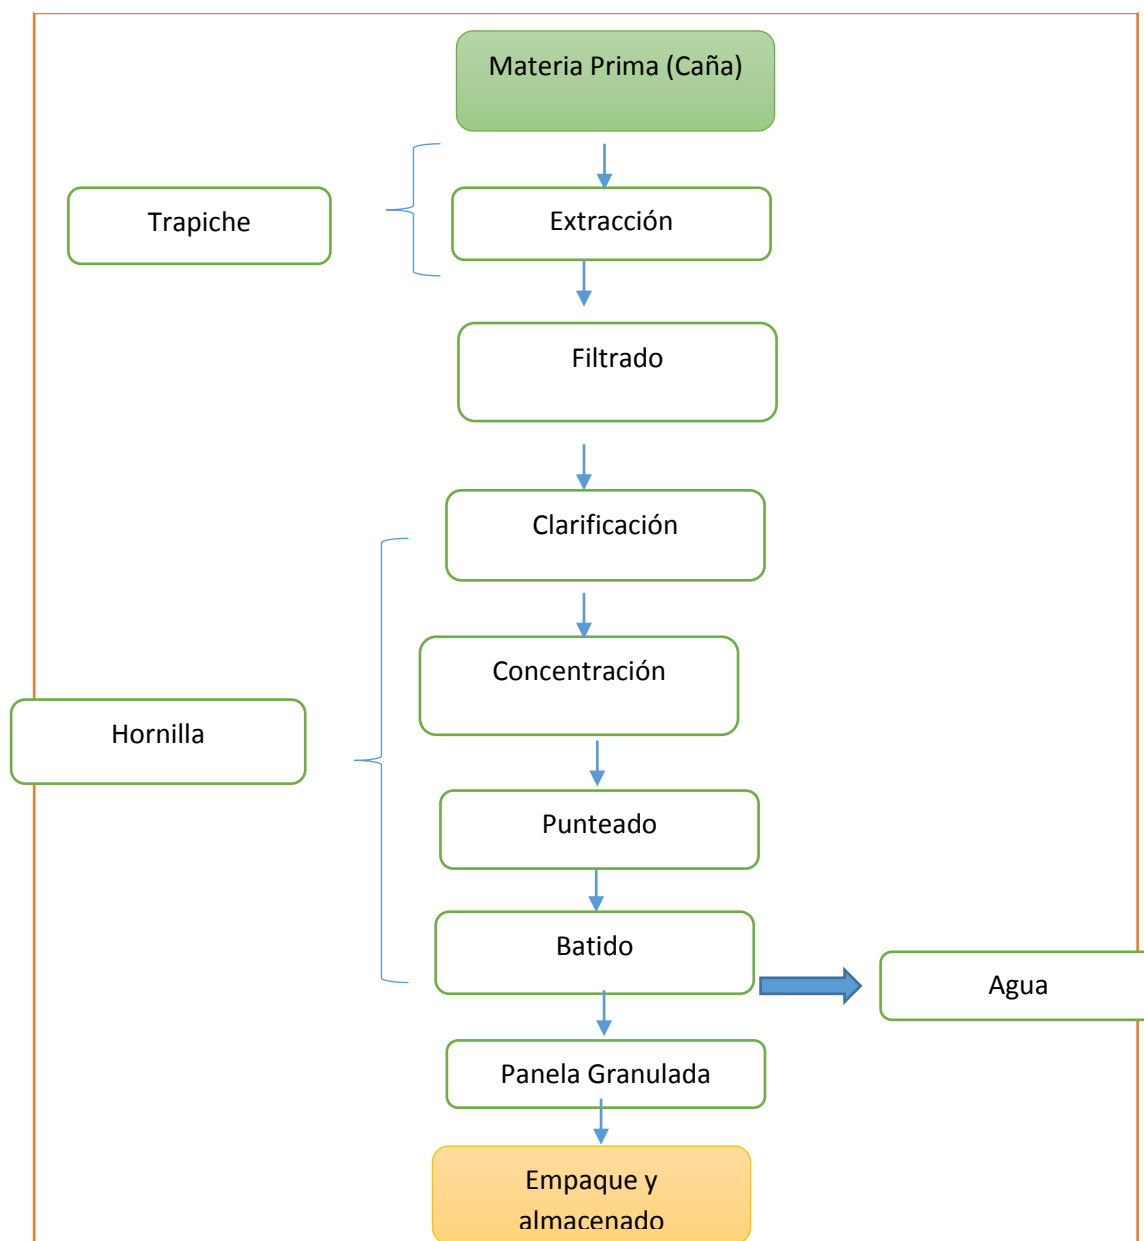 Materia Prima (Caña)
Trapiche
Extracción
Filtrado
Clarificación
Concentración
Hornilla
Punteado
Batido
Agua
Panela Granulada
Empaque y
almacenado